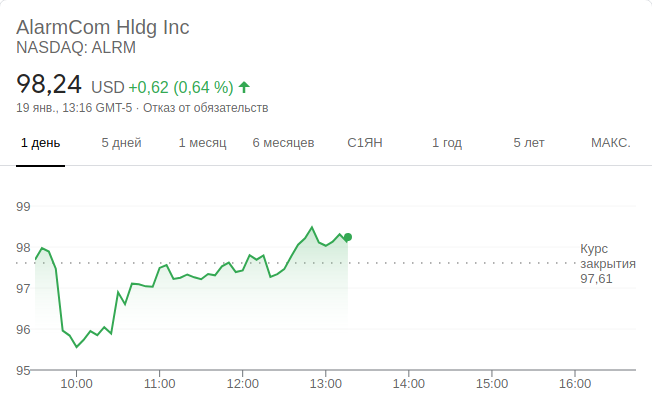 AlarmCom Hldg Inc
NASDAQ: ALRM
98,24 USD +0,62 (0,64 %)
19 янв., 13:16 GMT-5 · Отказ от обязательств
1 день 5 дней 1 месяц 6 месяцев С1ЯН 1 год 5 лет МАКС.
99
98
97
96
95
Курс
закрытия
97,61
10:00 11:00 12:00 13:00 14:00 15:00 16:00